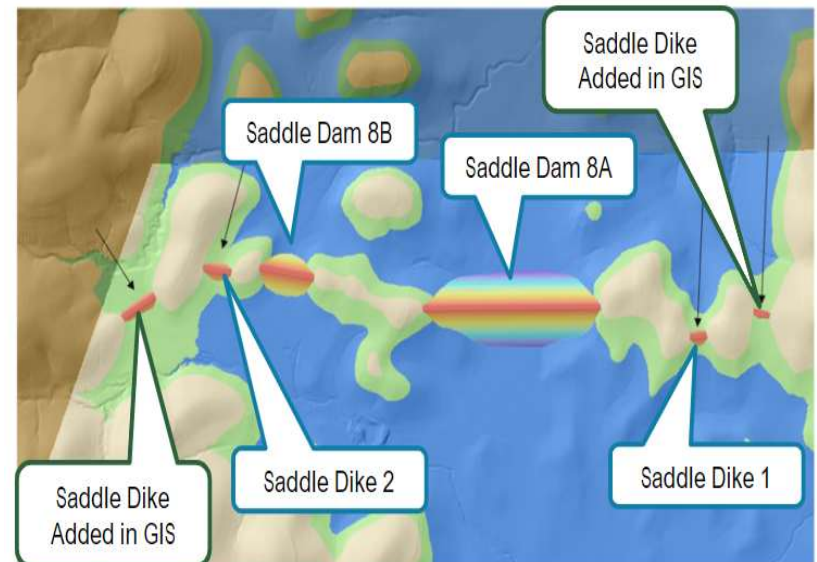 Saddle Dike
Added in GIS
Saddle Dam 8B
Saddle Dam 8A
Saddle Dike
Added in GIS
Saddle Dike 2
Saddle Dike 1